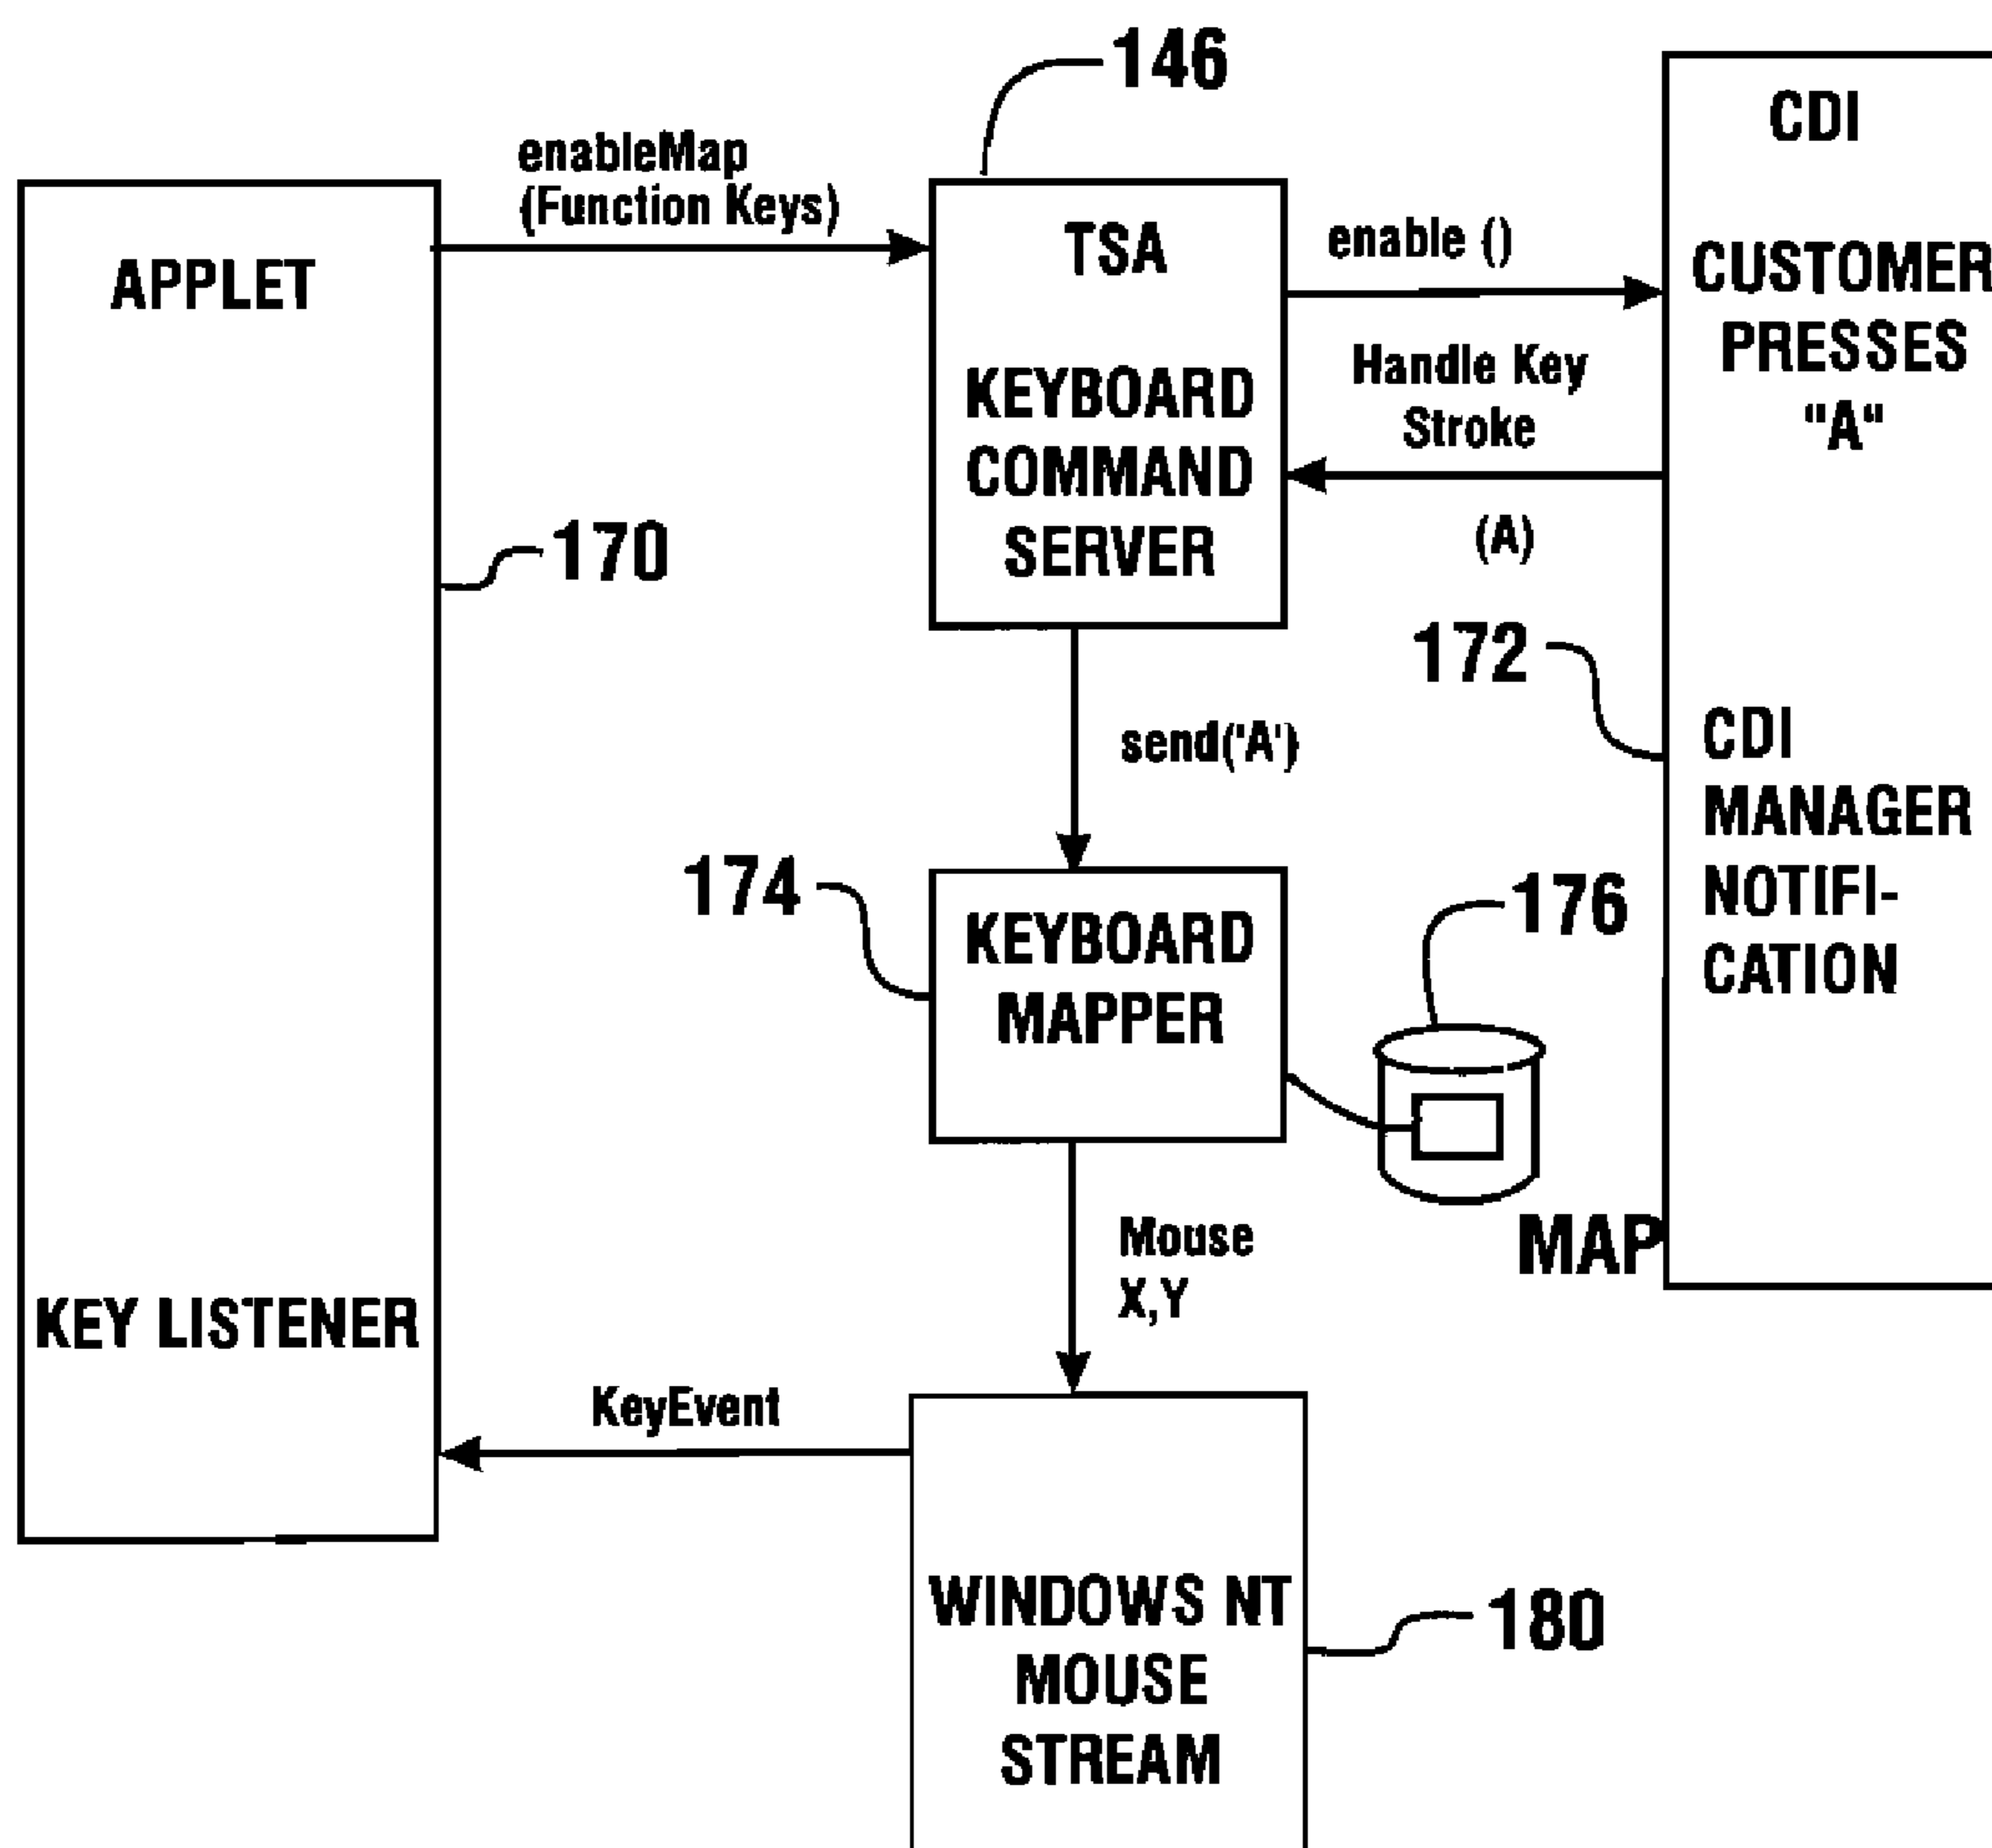 146
enableMap
(Function Keys)
APPLET
170
KEY LISTENER
TSA
KEYBOARD
COMMAND
SERVER
enable ()
Handle Key
Stroke
(A)
CDI
CUSTOMER
PRESSES
"A"
172
CDI
MANAGER
NOTIFI-
CATION
send('A')
174
KEYBOARD
MAPPER
176
MAP
Mouse
X,Y
KeyEvent
WINDOWS NT
MOUSE
STREAM
180